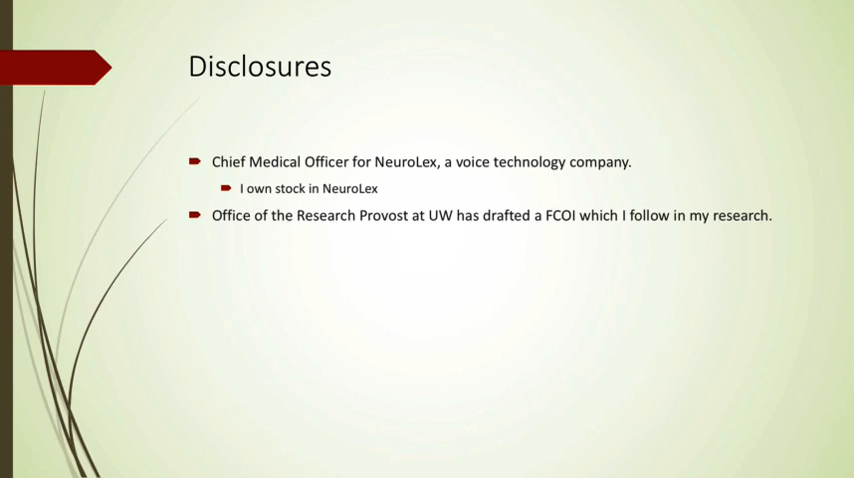 Disclosures
Chief Medical Officer for NeuroLex, a voice technology company.
I own stock in NeuroLex
Office of the Research Provost at UW has drafted a FCOI which I follow in my research.